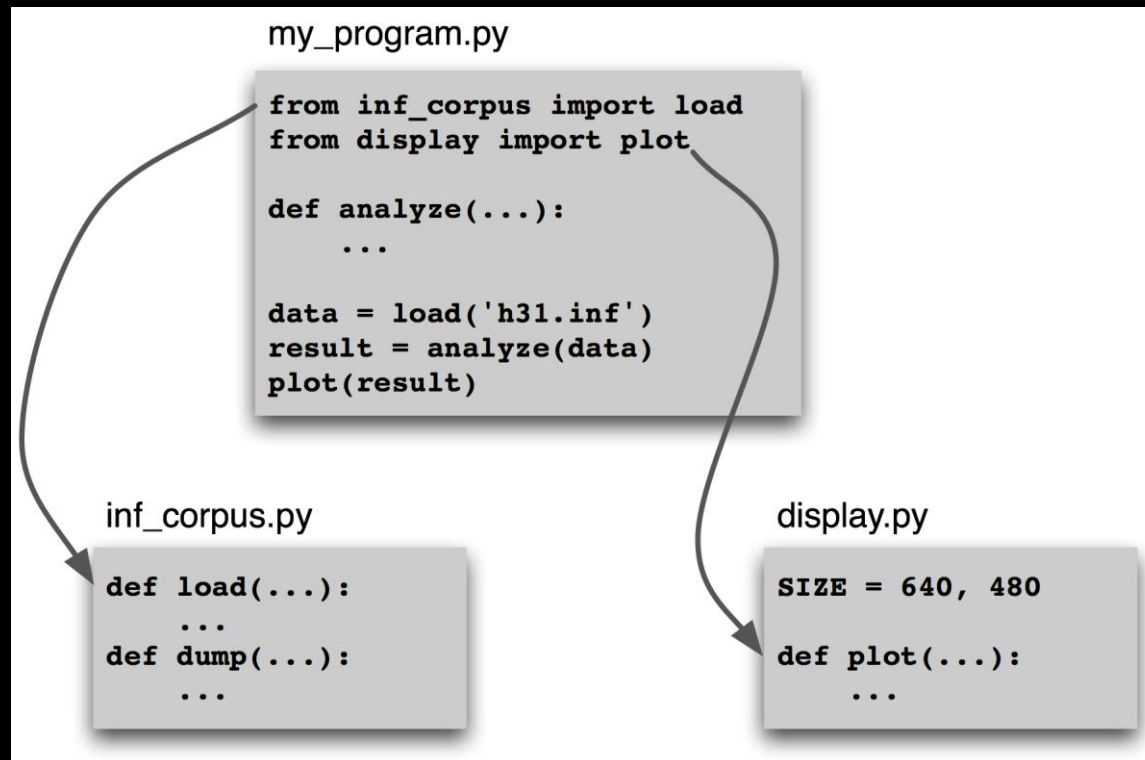 my_program.py
from inf_corpus import load
from display import plot
def analyze(...):
    ...
data = load('h31.inf')
result = analyze(data)
plot(result)
inf_corpus.py
def load(...):
    ...
def dump(...):
    ...
display.py
SIZE = 640, 480
def plot(...):
    ...